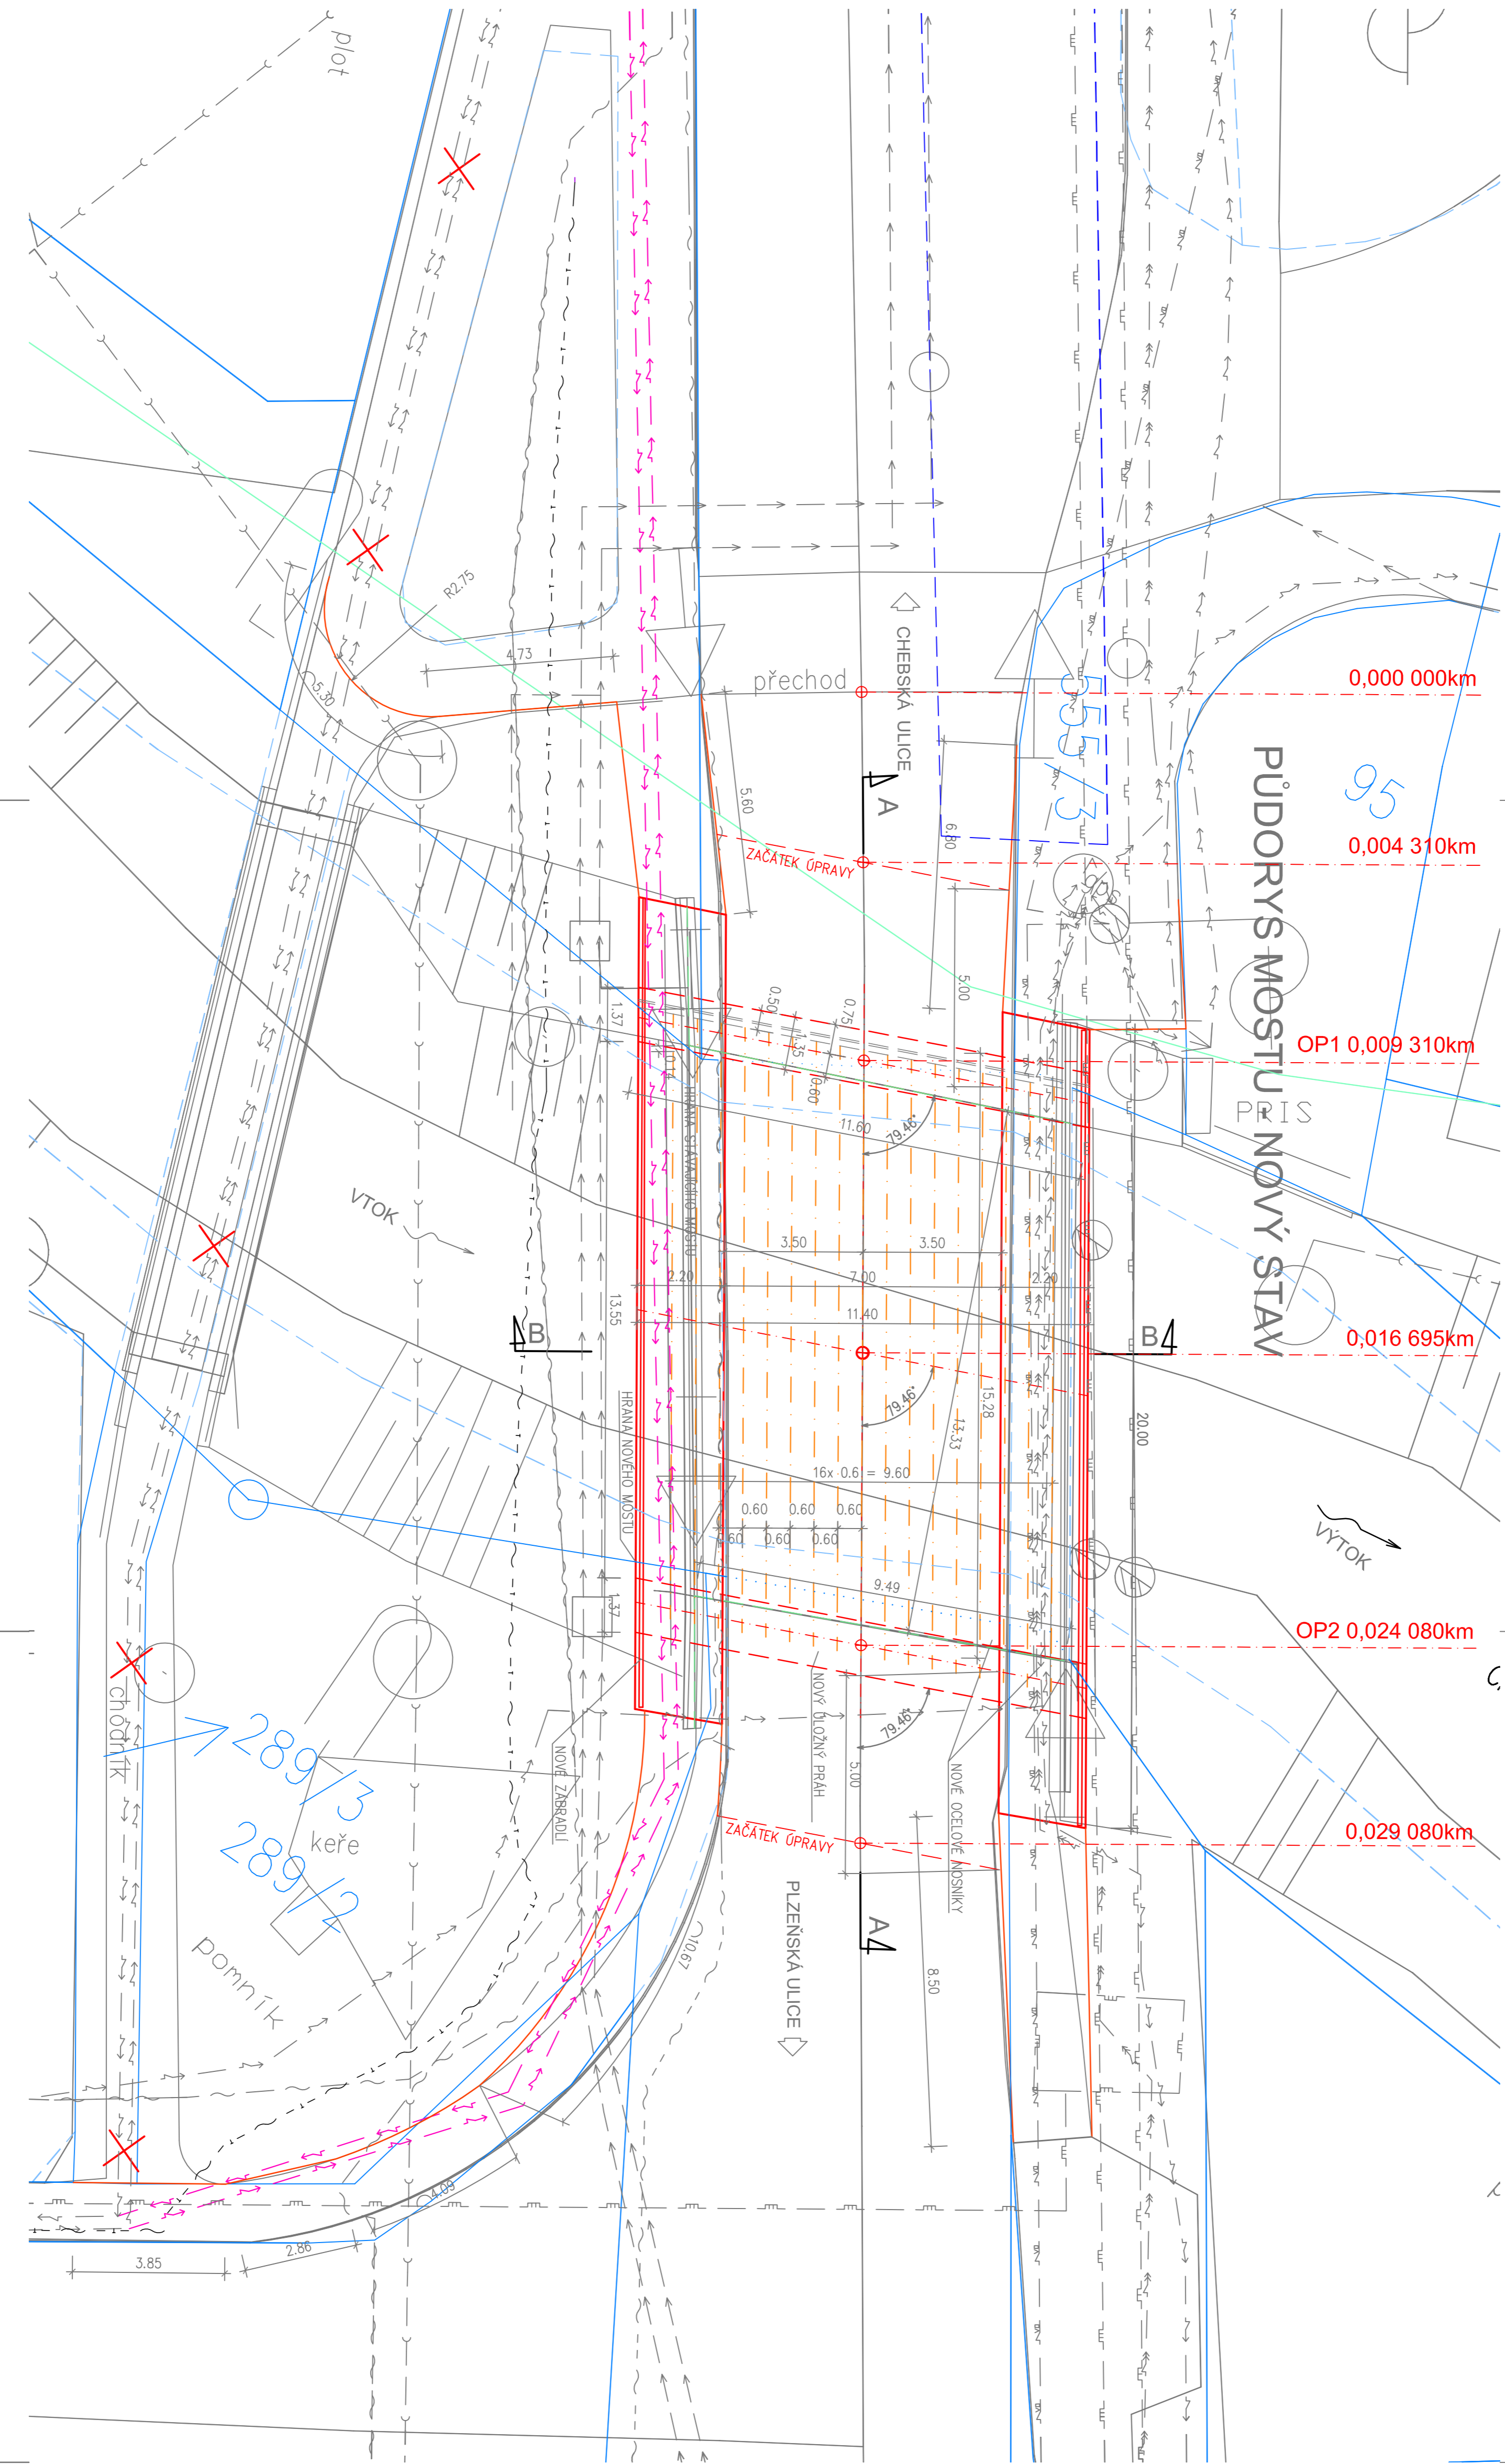 plot
R2.75
4.73
5.30
přechod
CHEBSKÁ ULICE
355/3
95
0,000 000km
PŮDORYS MOSTU - NOVÝ STAV
A
5.60
6.80
ZAČÁTEK ÚPRAVY
0,004 310km
5.00
1.37
0.50
0.75
1.35
0.60
OP1 0,009 310km
PRIS
HRANA STÁVAJÍCÍHO MOSTU
11.60
79.46°
VTOK
3.50
3.50
2.20
7.00
2.20
13.55
11.40
B
B
0,016 695km
79.46°
15.28
13.33
20.00
HRANA NOVÉHO MOSTU
16x 0.6 = 9.60
0.60
0.60
0.60
0.60
0.60
0.60
VÝTOK
9.49
1.37
OP2 0,024 080km
chodník
289/3
NOVÉ ZÁBRADLÍ
NOVÝ ÚLOŽNÝ PRÁH
79.46°
5.00
NOVÉ OCELOVÉ NOSNÍKY
keře
289/2
ZAČÁTEK ÚPRAVY
0,029 080km
PLZEŇSKÁ ULICE
A
pomník
10.67
8.50
4.09
2.86
3.85